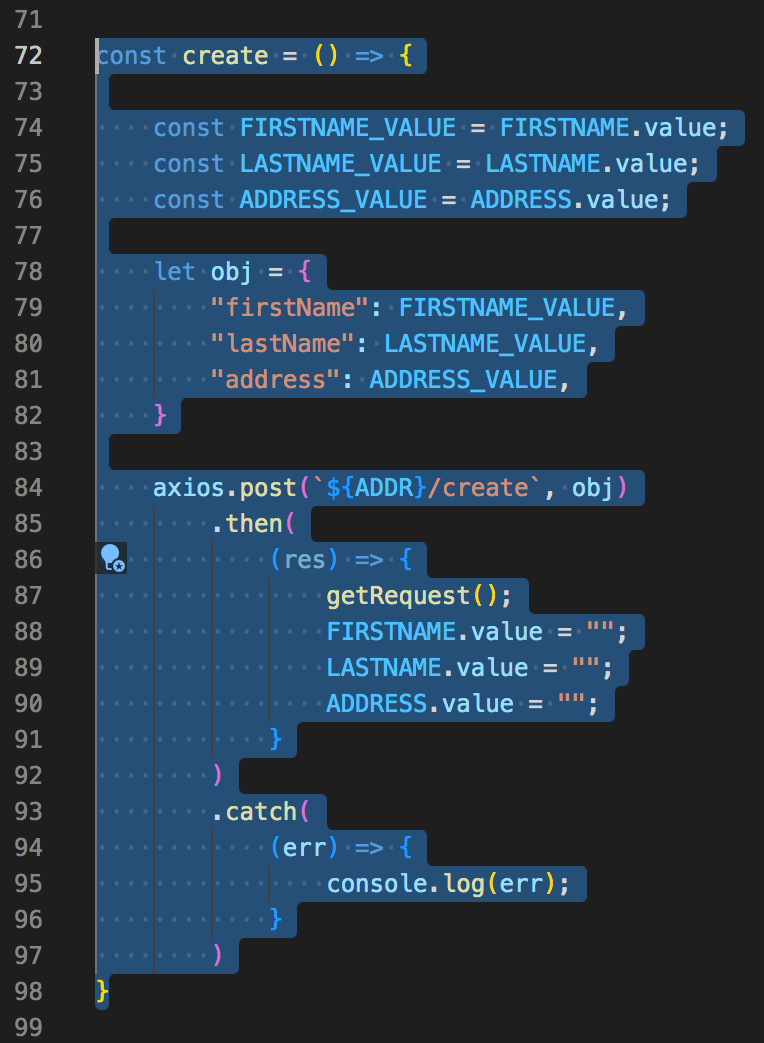 71
72 const create = () => {
73
74     const FIRSTNAME_VALUE = FIRSTNAME.value;
75     const LASTNAME_VALUE = LASTNAME.value;
76     const ADDRESS_VALUE = ADDRESS.value;
77
78     let obj = {
79         "firstName": FIRSTNAME_VALUE,
80         "lastName": LASTNAME_VALUE,
81         "address": ADDRESS_VALUE,
82     }
83
84     axios.post(`${ADDR}/create`, obj)
85         .then(
86             (res) => {
87                 getRequest();
88                 FIRSTNAME.value = "";
89                 LASTNAME.value = "";
90                 ADDRESS.value = "";
91             }
92         )
93         .catch(
94             (err) => {
95                 console.log(err);
96             }
97         )
98 }
99